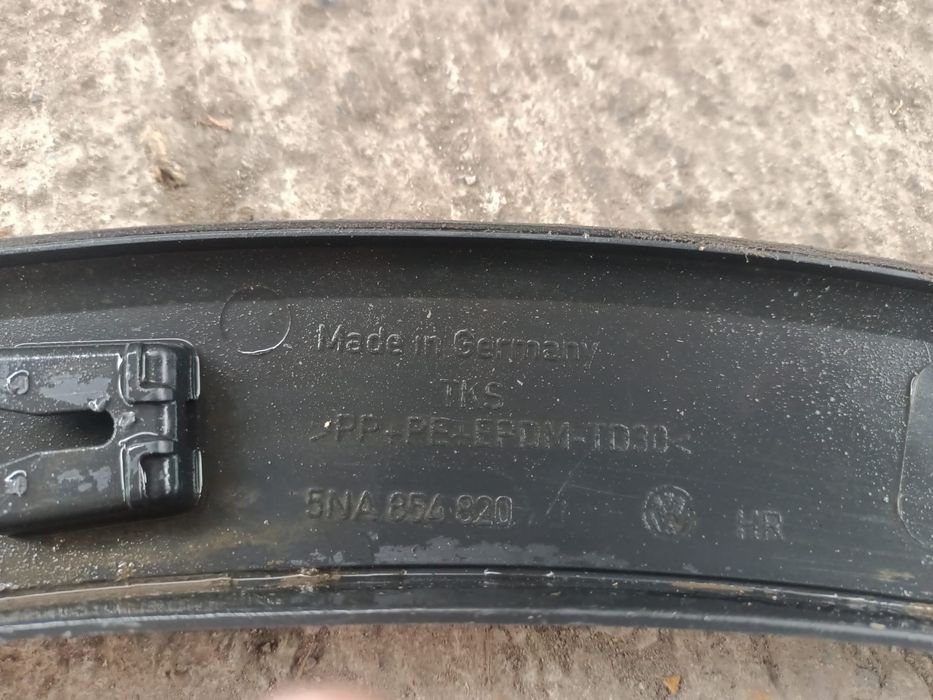 Made in Germany
TKS
>PP+PE+EPDM-TD30<
5NA 854 820
HR